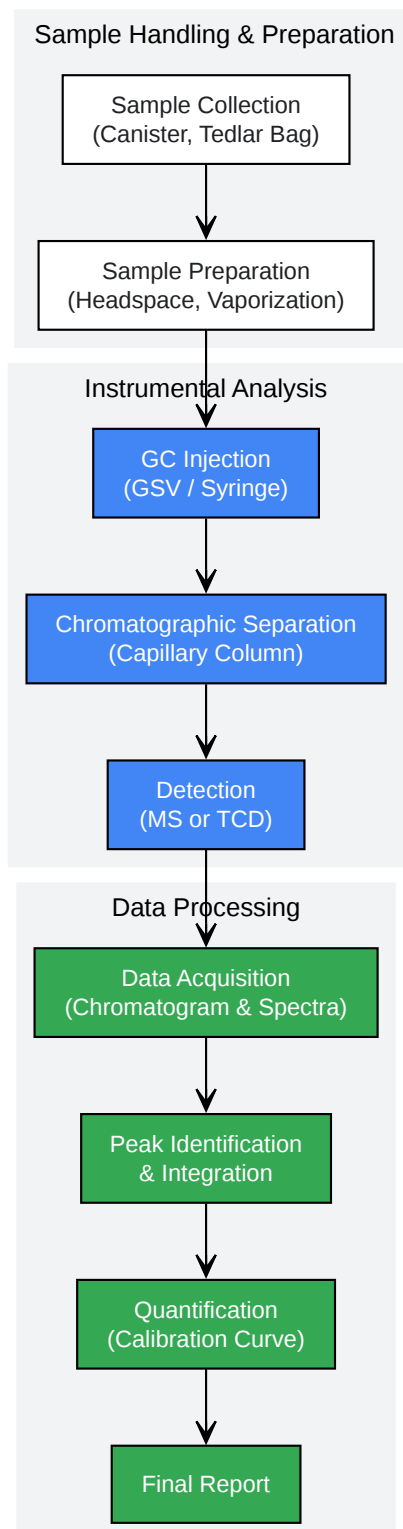 Sample Handling & Preparation
Sample Collection
(Canister, Tedlar Bag)
Sample Preparation
(Headspace, Vaporization)
Instrumental Analysis
GC Injection
(GSV / Syringe)
Chromatographic Separation
(Capillary Column)
Detection
(MS or TCD)
Data Processing
Data Acquisition
(Chromatogram & Spectra)
Peak Identification
& Integration
Quantification
(Calibration Curve)
Final Report